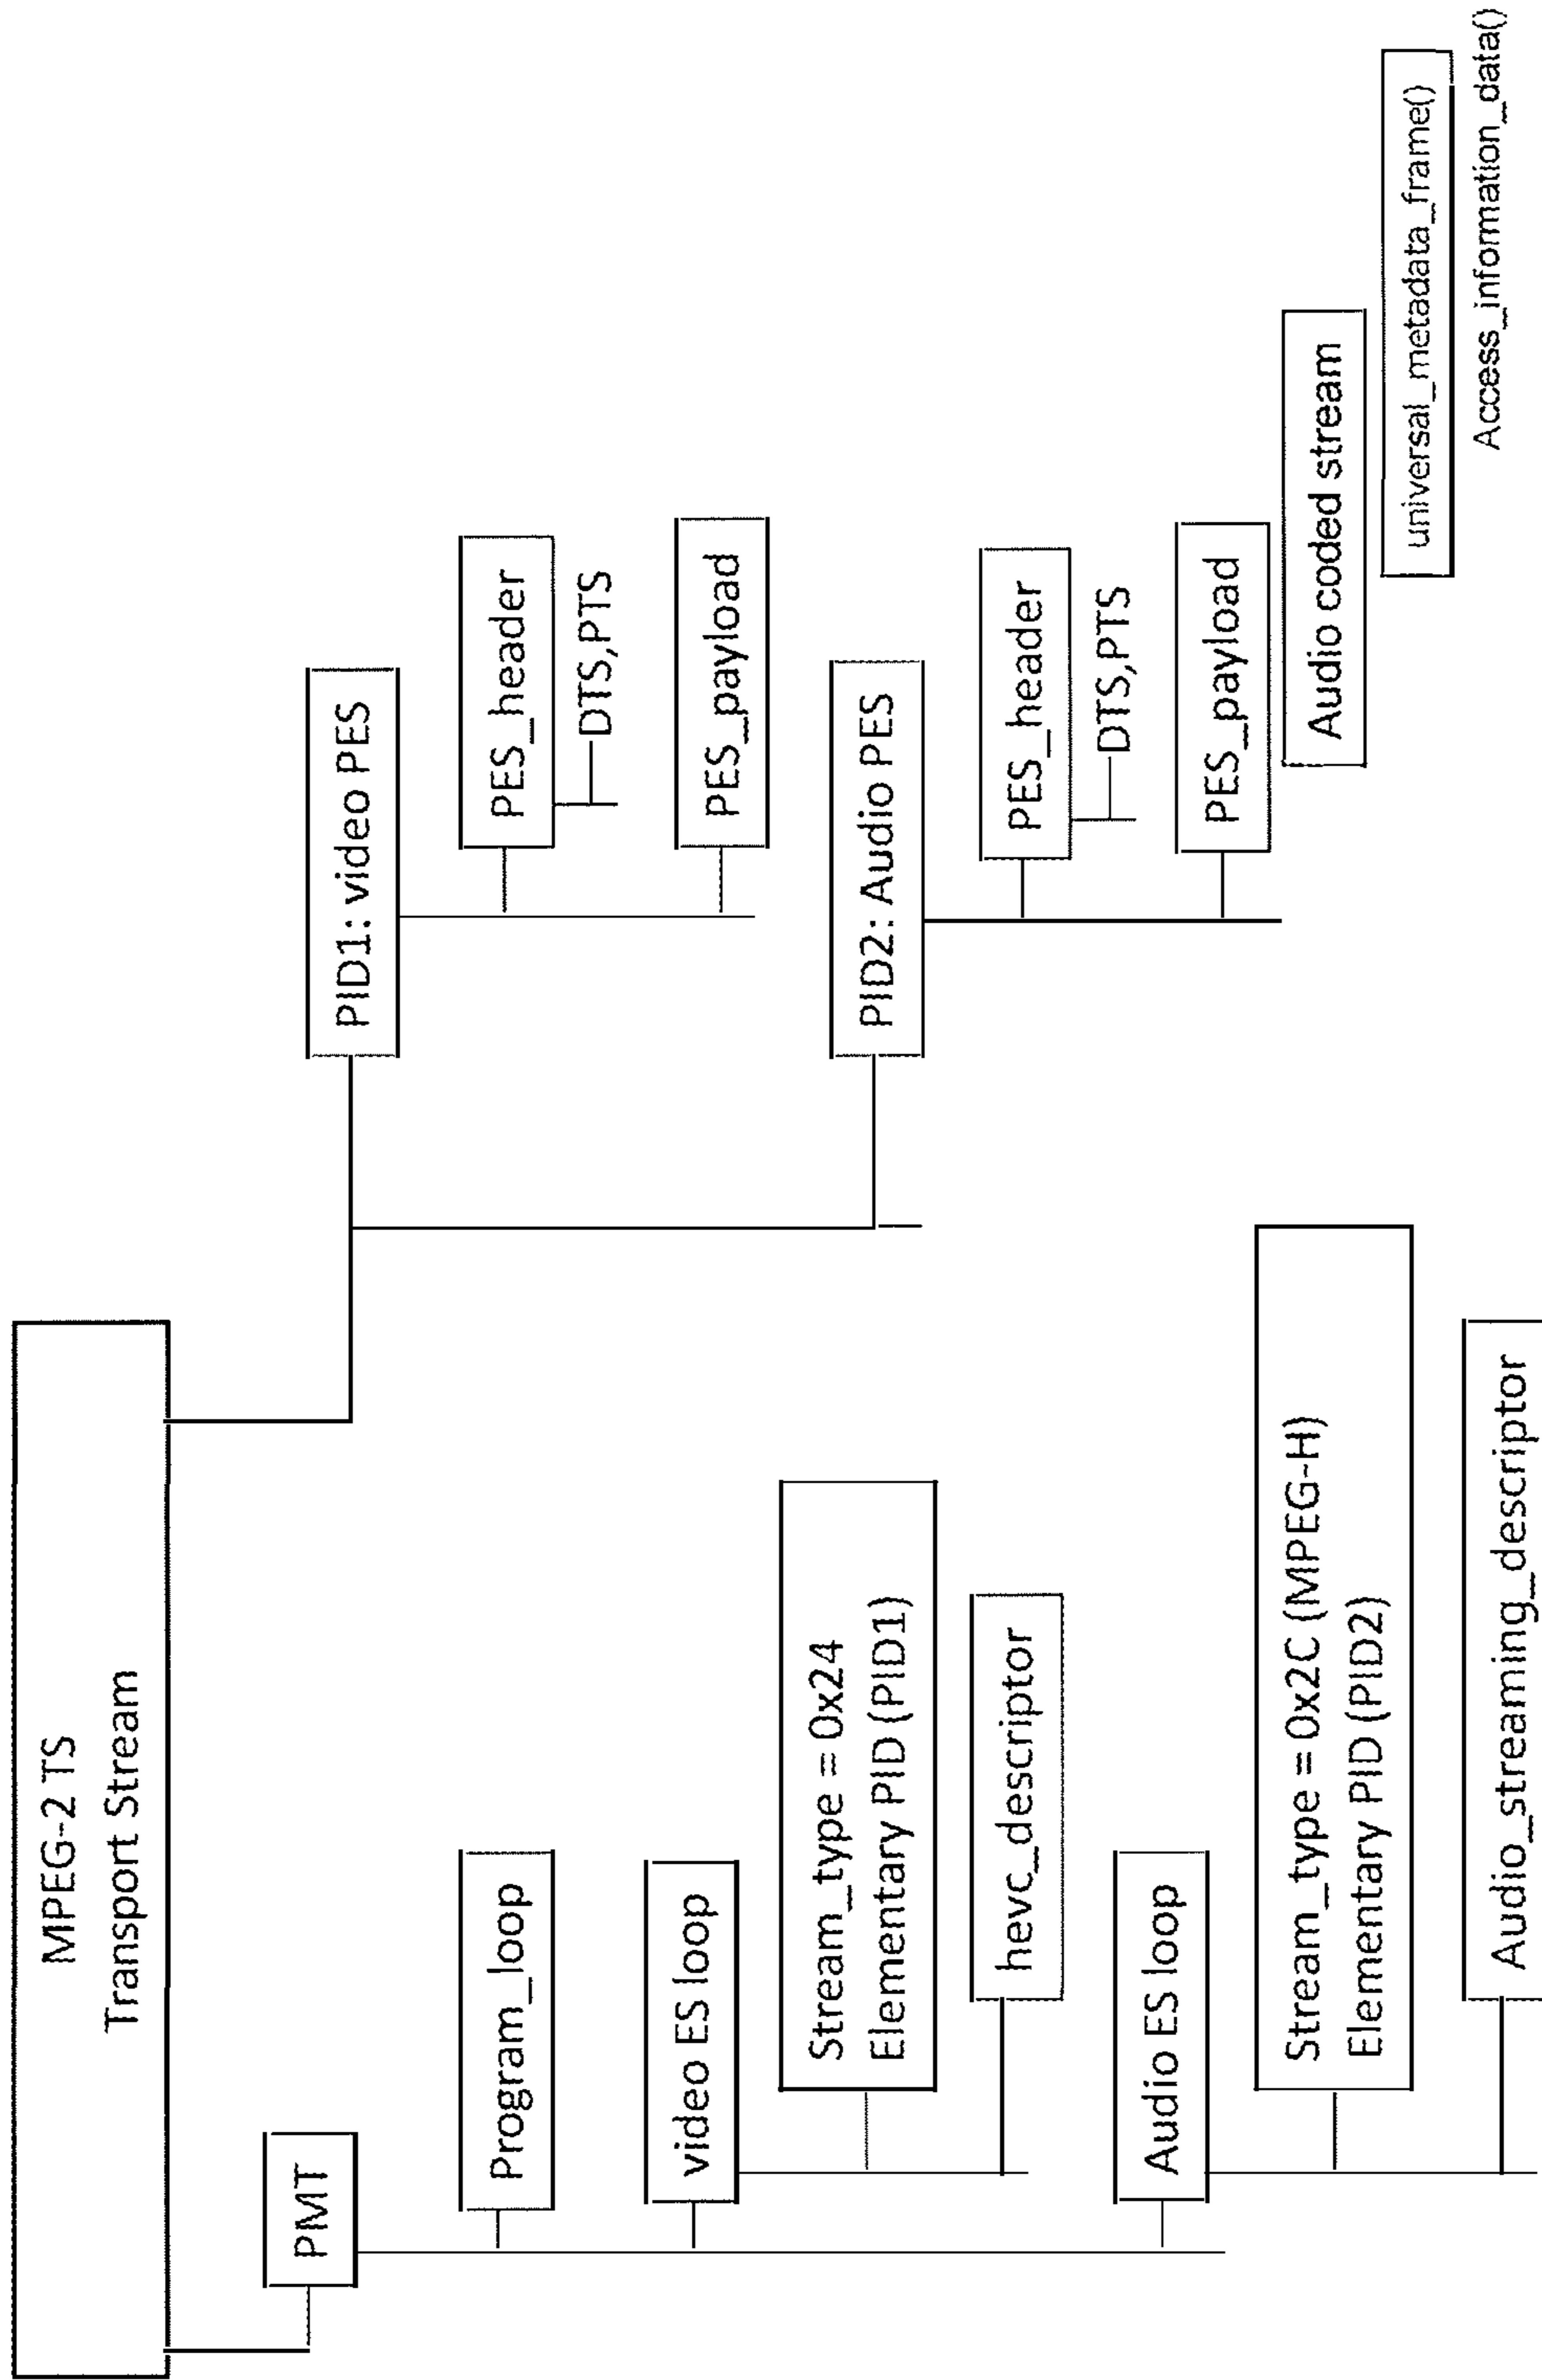 MPEG-2 TS
Transport Stream
PMT
Program_loop
video ES loop
Stream_type = 0x24
Elementary PID (PID1)
hevc_descriptor
Audio ES loop
Stream_type = 0x2C (MPEG-H)
Elementary PID (PID2)
Audio_streaming_descriptor
PID1: video PES
PES_header
DTS,PTS
PES_payload
PID2: Audio PES
PES_header
DTS,PTS
PES_payload
Audio coded stream
universal_metadata_frame()
Access_information_data()